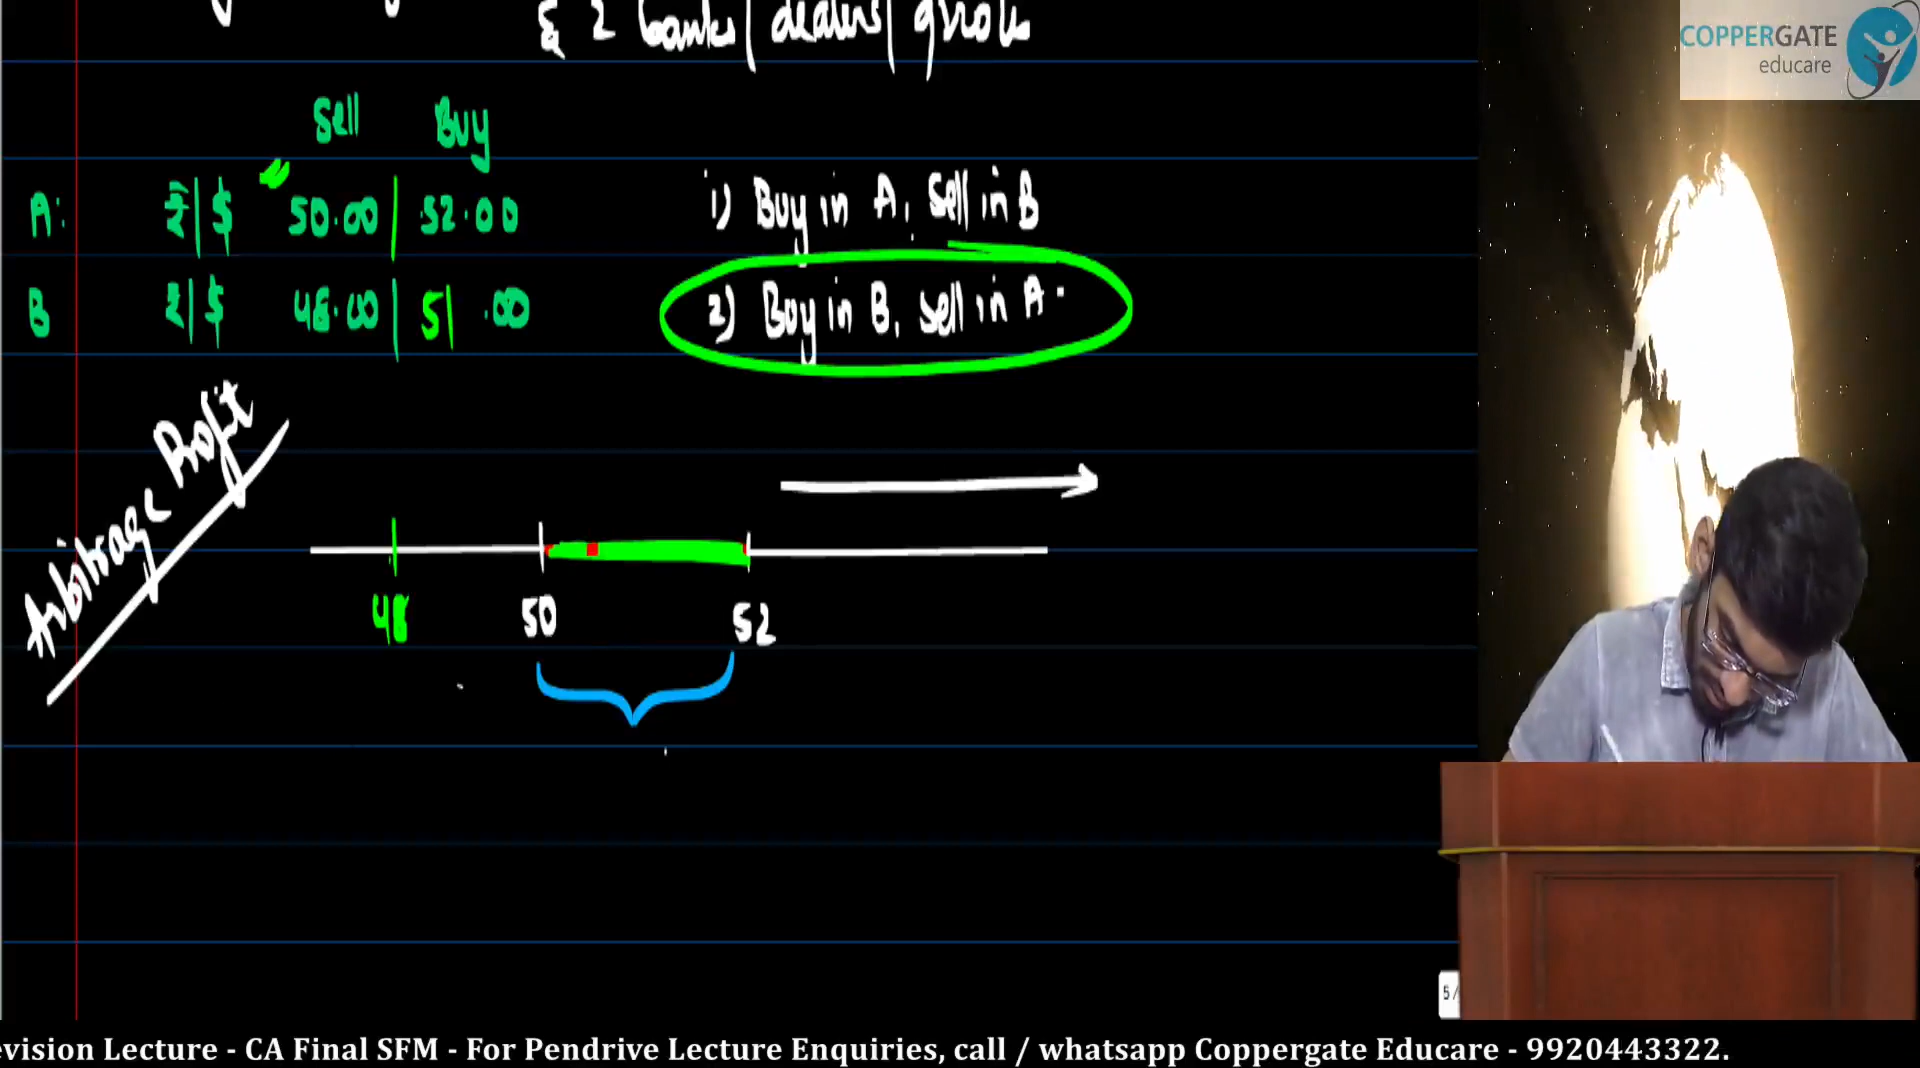 & 2 banks/dealers/quote
COPPERGATE
educare
Sell Buy
A: ₹|$ 50.00| 52.00
B ₹|$ 48.00| 51.00
1) Buy in A, Sell in B
2) Buy in B, Sell in A
Arbitrage Profit
48 50 52
5/
evision Lecture - CA Final SFM - For Pendrive Lecture Enquiries, call / whatsapp Coppergate Educare - 9920443322.